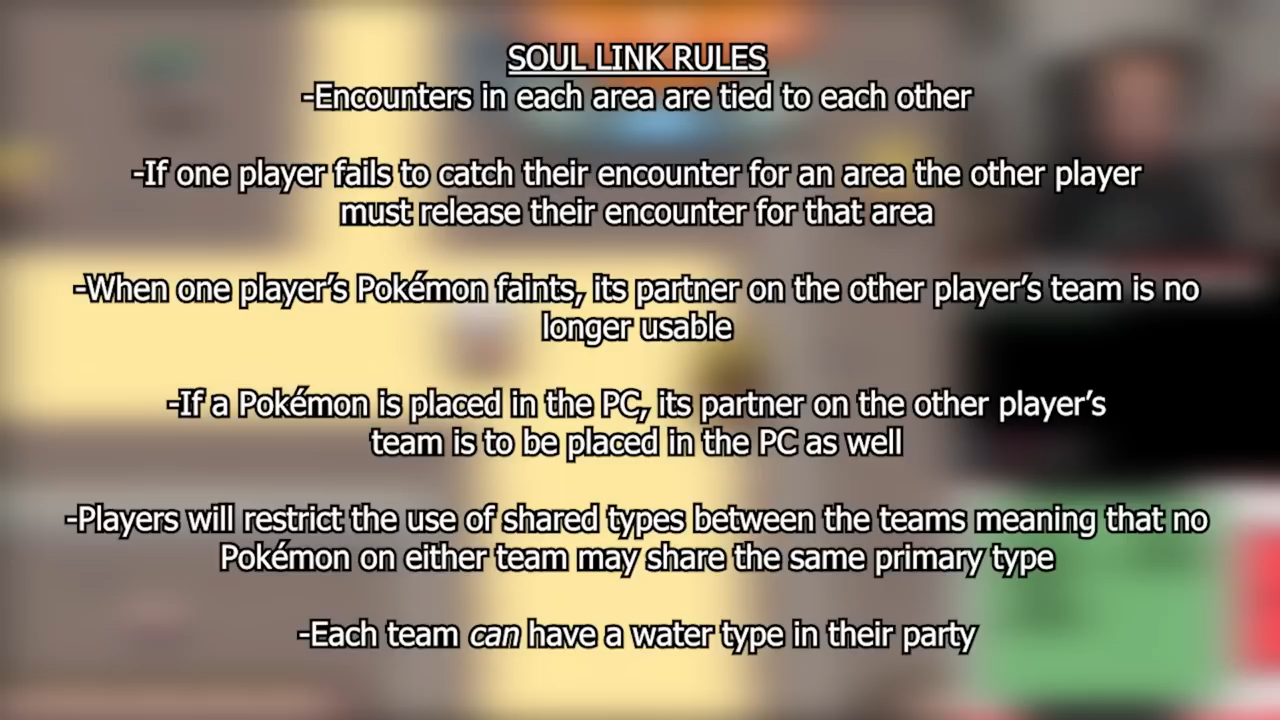 SOUL LINK RULES
-Encounters in each area are tied to each other
-If one player fails to catch their encounter for an area the other player
must release their encounter for that area
-When one player’s Pokémon faints, its partner on the other player’s team is no
longer usable
-If a Pokémon is placed in the PC, its partner on the other player’s
team is to be placed in the PC as well
-Players will restrict the use of shared types between the teams meaning that no
Pokémon on either team may share the same primary type
-Each team can have a water type in their party